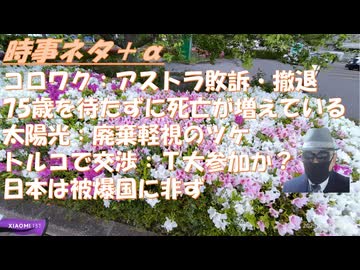 時事ネタ+α
コロワク・アストラ敗訴・撤退
75歳を待たずに死亡が増えている
太陽光 廃棄軽視のツケ
トルコで交渉・T大参加か？
日本は被爆国に非ず
XIAOMI 15T